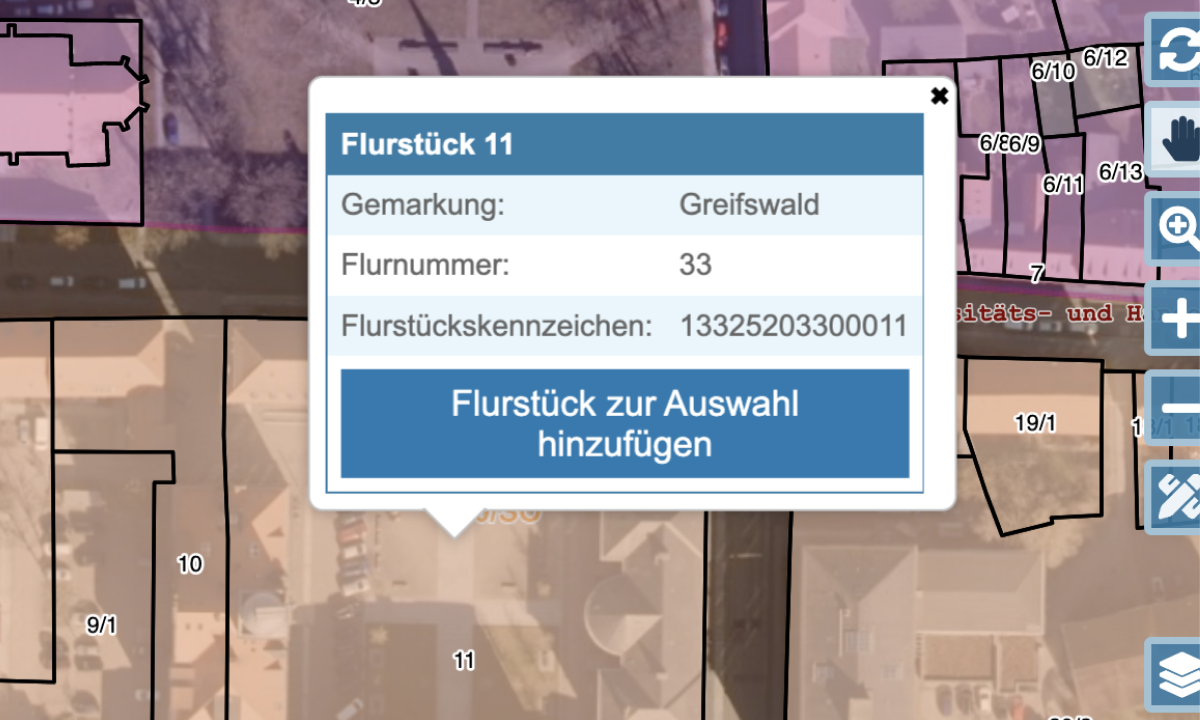 6/12
6/10
Flurstück 11
6/9
6/13
Gemarkung: Greifswald
6/11
Flurnummer: 33
7
Flurstückskennzeichen: 13325203300011
sitäts- und H
Flurstück zur Auswahl
hinzufügen
19/1
10
9/1
11